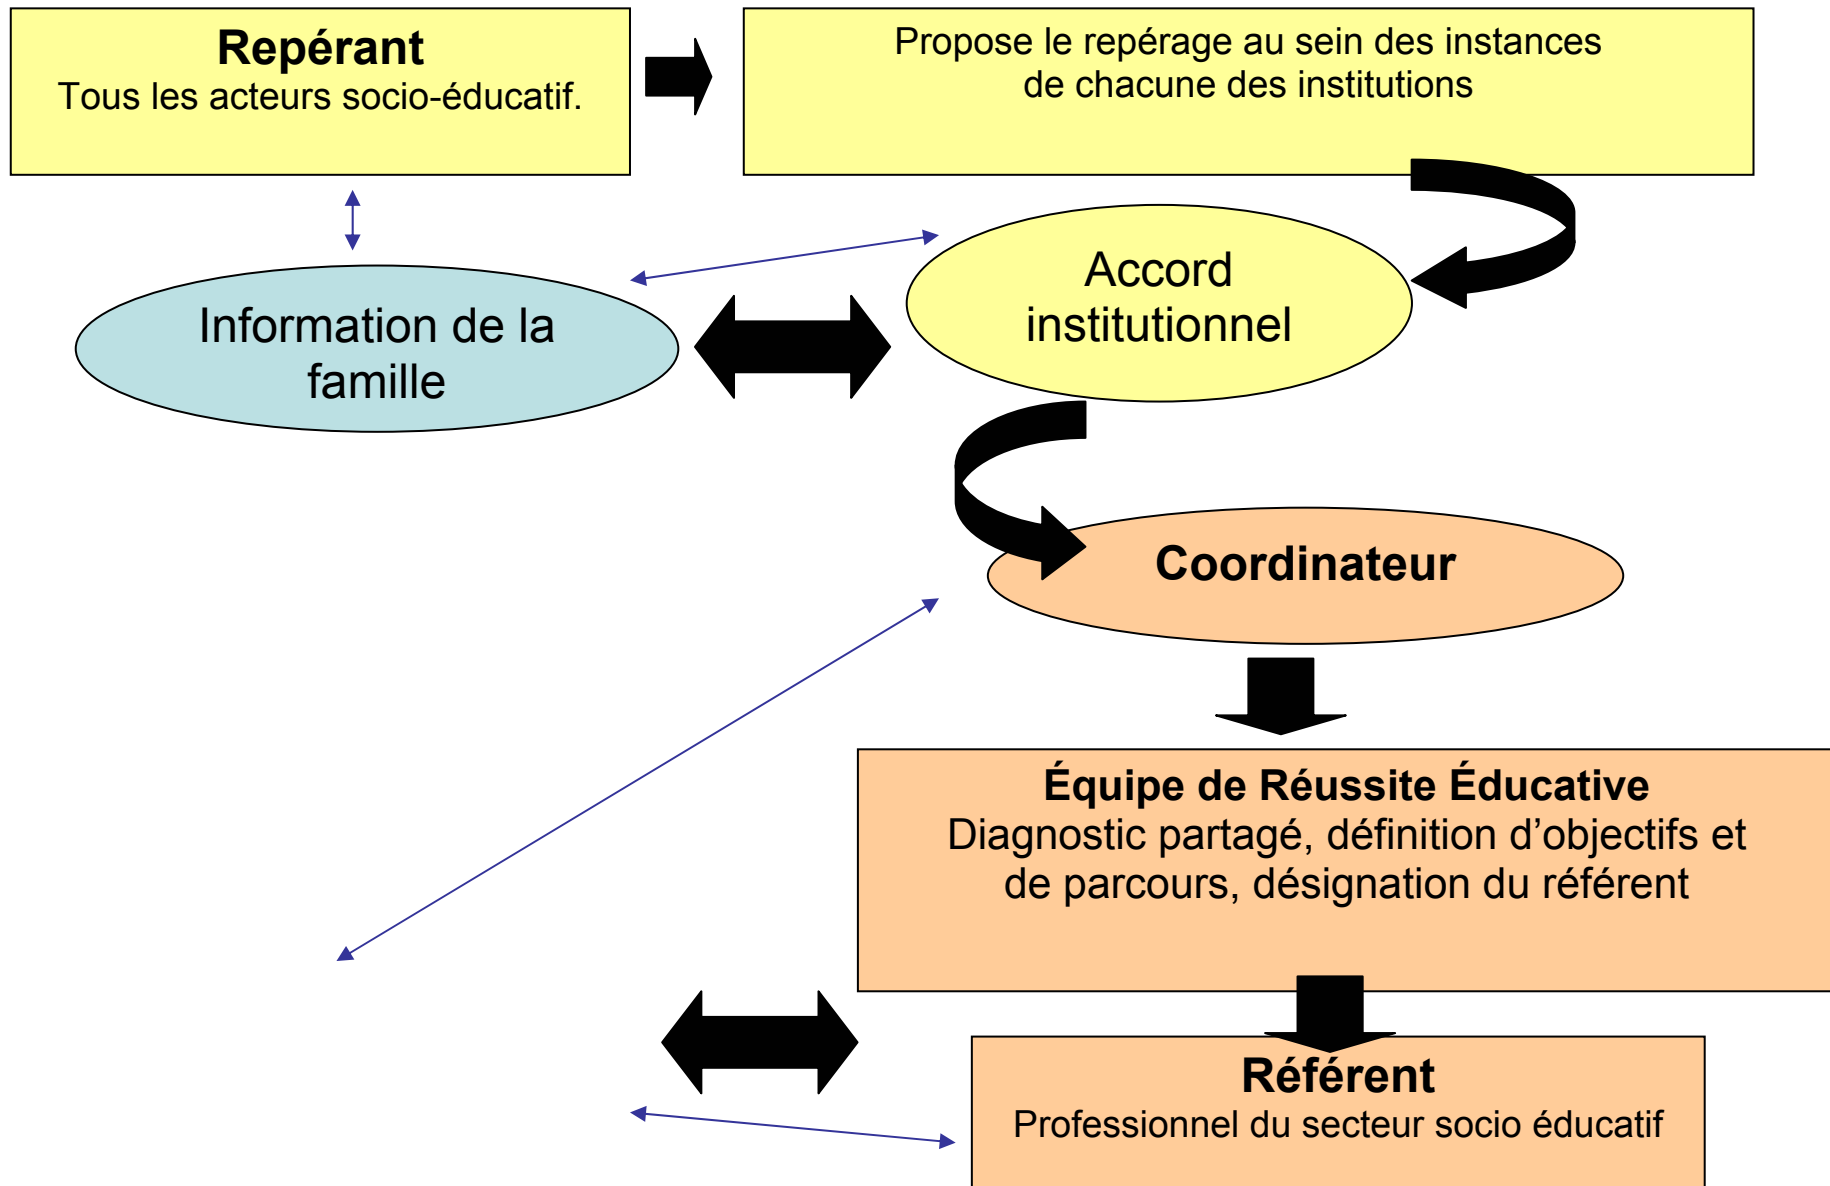 Repérant
Tous les acteurs socio-éducatif.
Propose le repérage au sein des instances
de chacune des institutions
Accord
institutionnel
Information de la
famille
Coordinateur
Équipe de Réussite Éducative
Diagnostic partagé, définition d’objectifs et
de parcours, désignation du référent
Référent
Professionnel du secteur socio éducatif